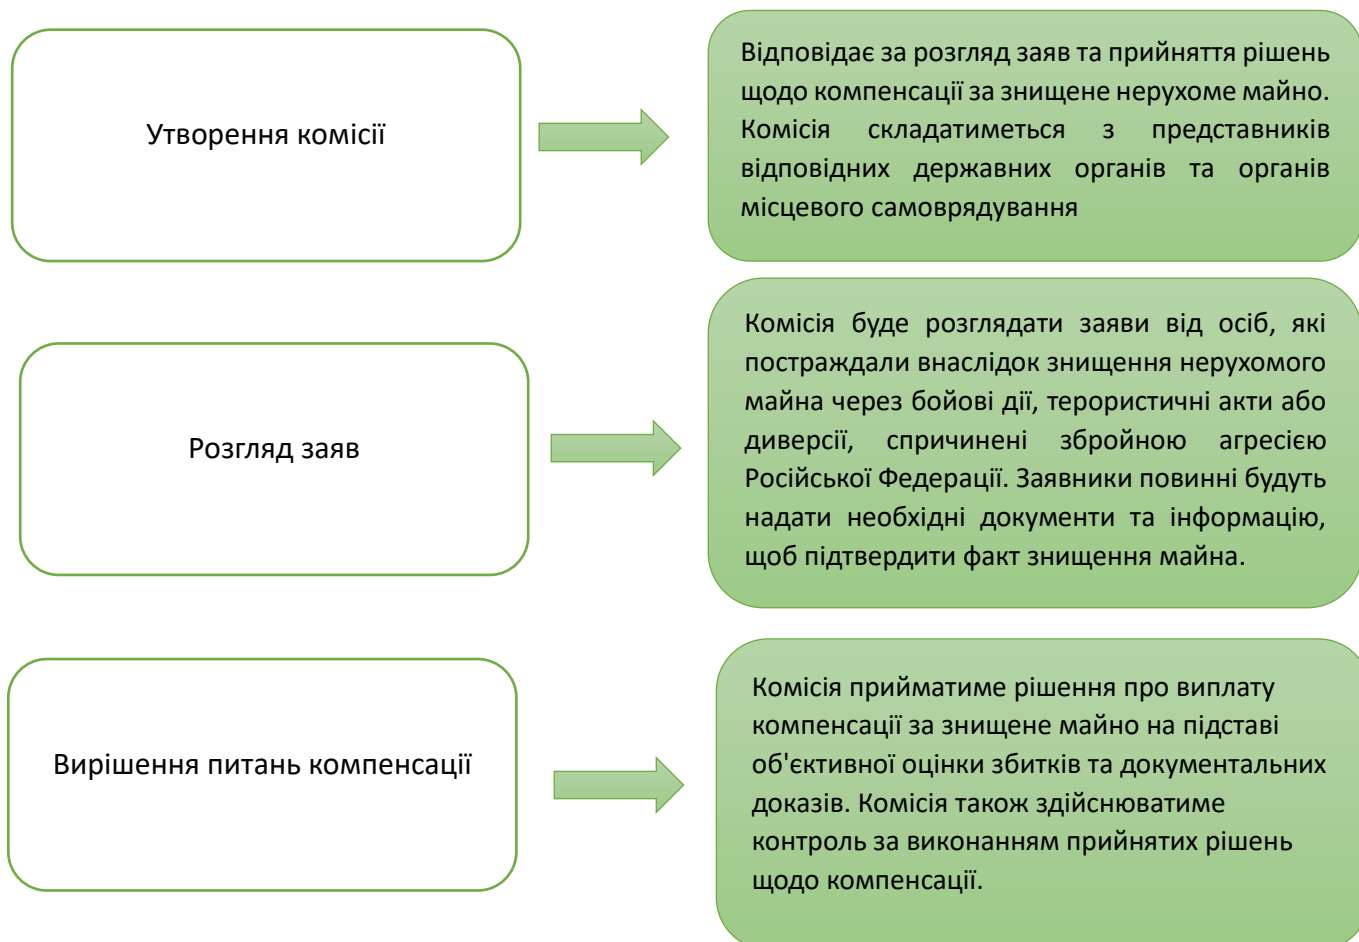 Утворення комісії
Відповідає за розгляд заяв та прийняття рішень
щодо компенсації за знищене нерухоме майно.
Комісія складатиметься з представників
відповідних державних органів та органів
місцевого самоврядування
Розгляд заяв
Комісія буде розглядати заяви від осіб, які
постраждали внаслідок знищення нерухомого
майна через бойові дії, терористичні акти або
диверсії, спричинені збройною агресією
Російської Федерації. Заявники повинні будуть
надати необхідні документи та інформацію,
щоб підтвердити факт знищення майна.
Вирішення питань компенсації
Комісія прийматиме рішення про виплату
компенсації за знищене майно на підставі
об'єктивної оцінки збитків та документальних
доказів. Комісія також здійснюватиме
контроль за виконанням прийнятих рішень
щодо компенсації.